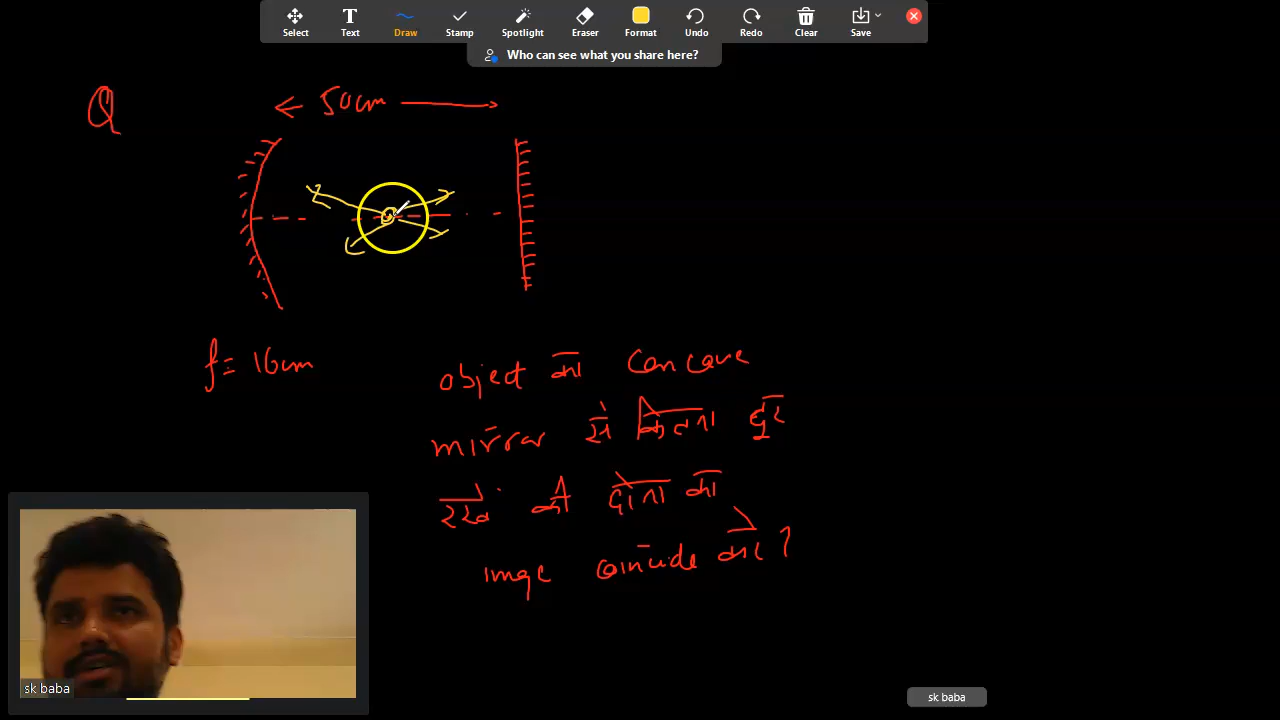 Select Text Draw Stamp Spotlight Eraser Format Undo Redo Clear Save
Who can see what you share here?
Q
50cm
f = 16cm
object का concave
mirror से कितना दूर
रखे की दोनो का
image coincide करे ?
sk baba
sk baba